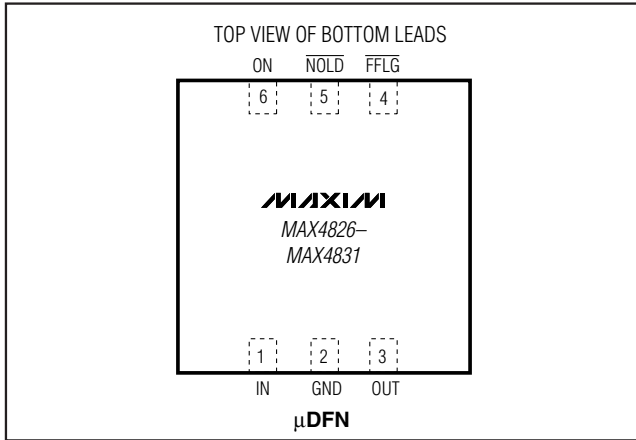 TOP VIEW OF BOTTOM LEADS
ON NOLD FFLG
6 5 4
MAXIM
MAX4826–
MAX4831
1 2 3
IN GND OUT
µDFN